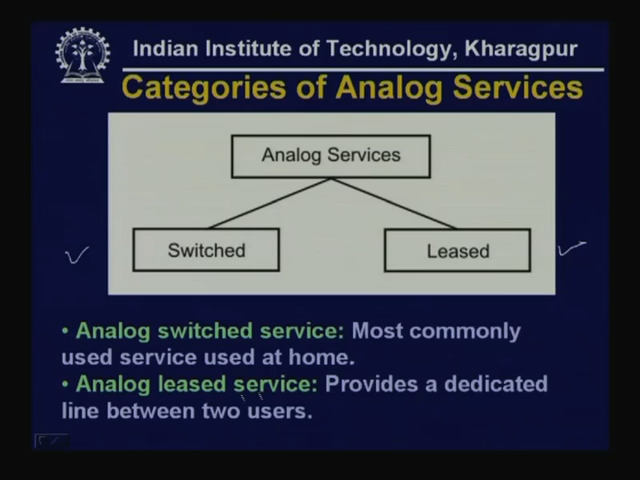 Indian Institute of Technology, Kharagpur
Categories of Analog Services
Analog Services
Switched
Leased
• Analog switched service: Most commonly
used service used at home.
• Analog leased service: Provides a dedicated
line between two users.